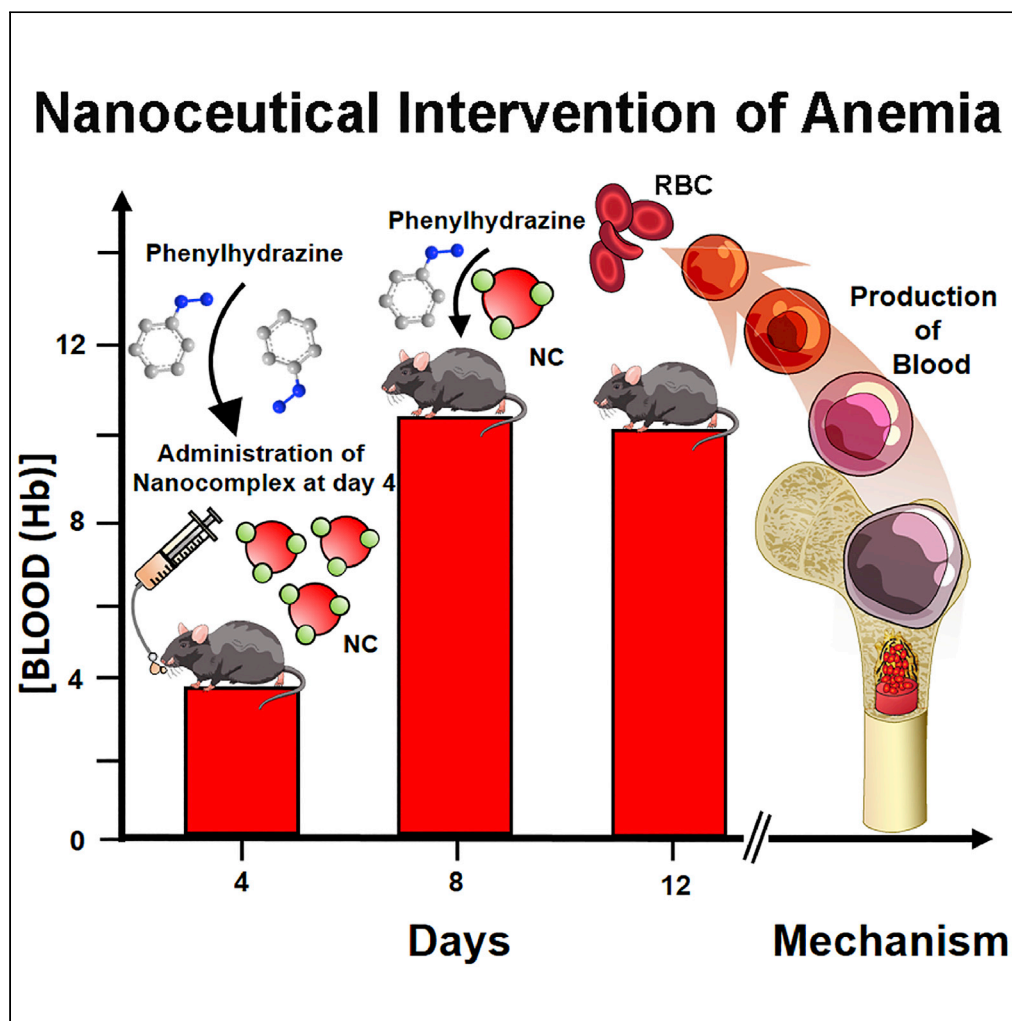 Nanoceutical Intervention of Anemia
RBC
Phenylhydrazine
Phenylhydrazine
Production
of
Blood
NC
Administration of
Nanocomplex at day 4
NC
[BLOOD (Hb)]
12
8
4
0
4
8
12
Days
Mechanism